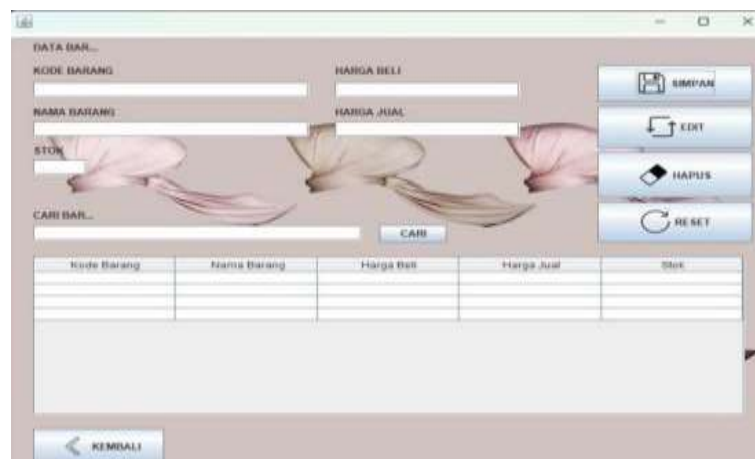 DATA BAR...
KODE BARANG
HARGA BELI
SIMPAN
NAMA BARANG
HARGA JUAL
EDIT
STOK
HAPUS
CARI BAR...
CARI
RESET
Kode Barang Nama Barang Harga Beli Harga Jual Stok
KEMBALI